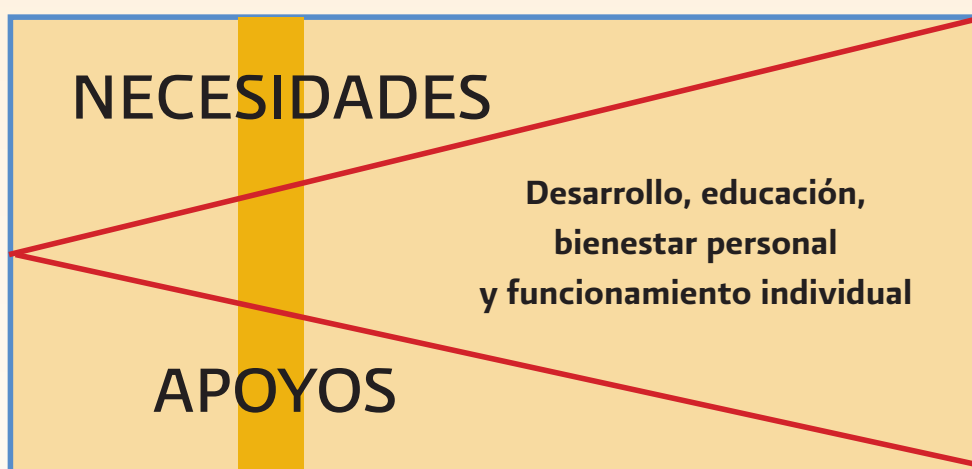 NECESIDADES
Desarrollo, educación,
bienestar personal
y funcionamiento individual
APOYOS